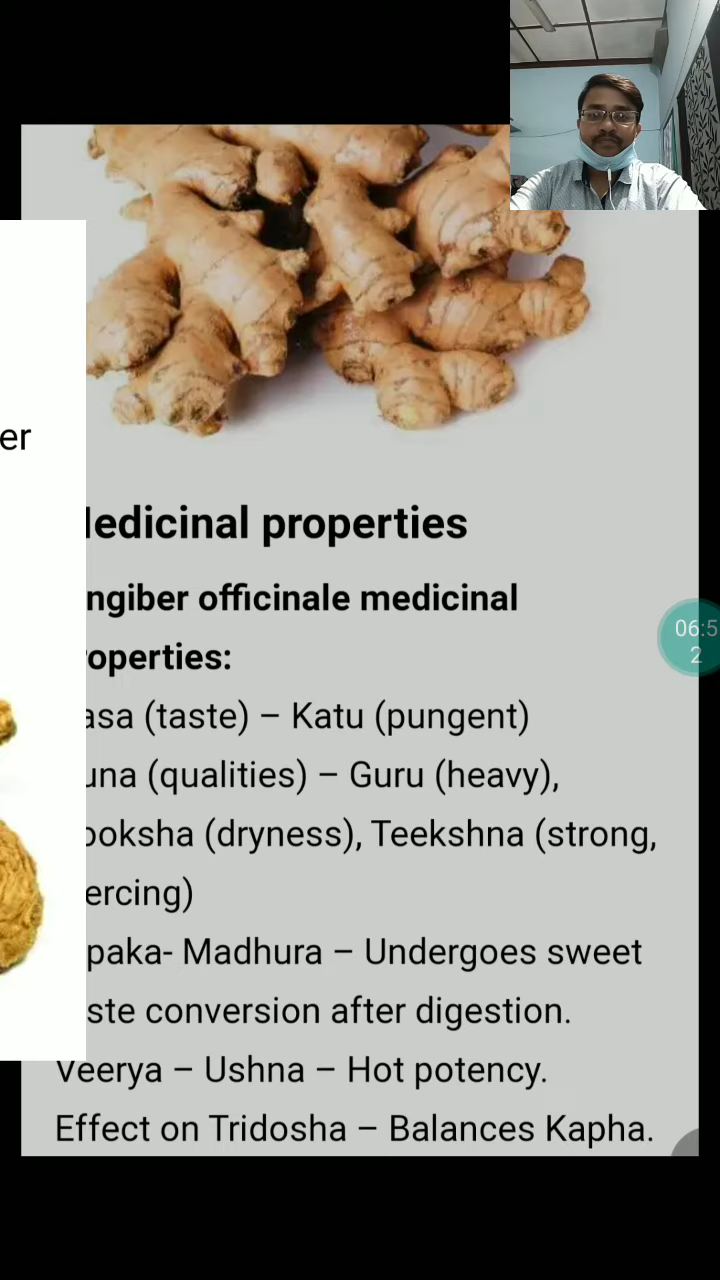 er
edicinal properties
ngiber officinale medicinal
operties:
asa (taste) – Katu (pungent)
una (qualities) – Guru (heavy),
ooksha (dryness), Teekshna (strong,
ercing)
paka- Madhura – Undergoes sweet
ste conversion after digestion.
Veerya – Ushna – Hot potency.
Effect on Tridosha – Balances Kapha.
06:5
2